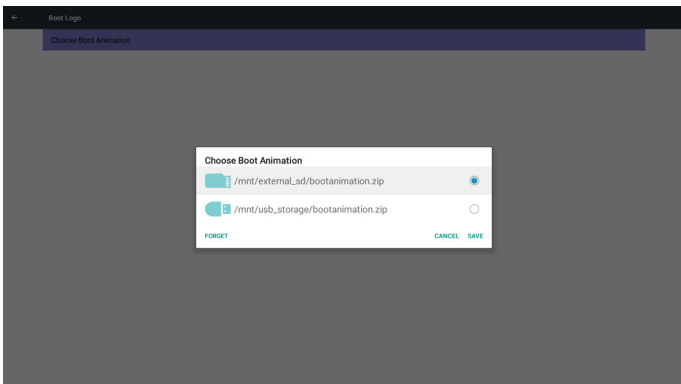 Boot Logo
Choose Boot Animation
Choose Boot Animation
/mnt/external_sd/bootanimation.zip
/mnt/usb_storage/bootanimation.zip
FORGET CANCEL SAVE